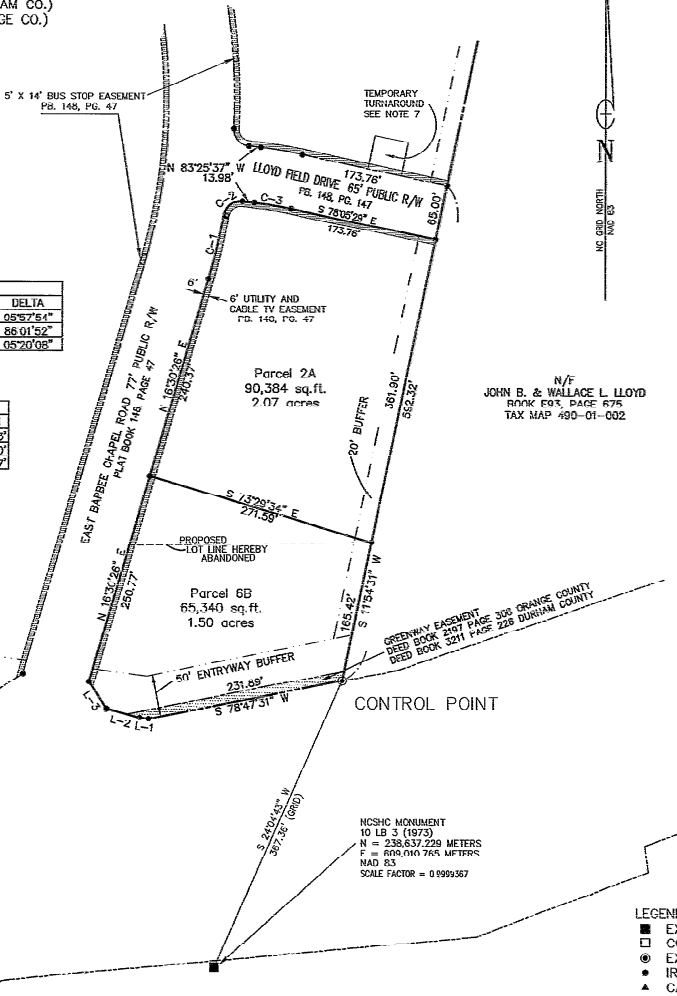 AM CO.)
GE CO.)
5' X 14' BUS STOP EASEMENT
PB. 148, PG. 47
TEMPORARY
TURNAROUND
SEE NOTE 7
N 83°25'37" W
13.98'
LLOYD FIELD DRIVE 65' PUBLIC R/W
PB. 148, PG. 147
173.76'
65.00'
C-2
C-3
S 78°05'29" E
173.76'
C-1
NC GRID NORTH
NAD 83
N
6'
6' UTILITY AND
CABLE TV EASEMENT
PB. 148, PG. 47
DELTA
05°57'54"
86°01'52"
05°20'08"
Parcel 2A
90,384 sq.ft.
2.07 acres
N 16°30'26" E
240.37'
EAST BARBEE CHAPEL ROAD 77' PUBLIC R/W
PLAT BOOK 148, PAGE 47
20' BUFFER
361.90'
592.32'
N/F
JOHN B. & WALLACE L. LLOYD
BOOK E93, PAGE 675
TAX MAP 490-01-002
S 73°29'34" E
271.59'
PROPOSED
LOT LINE HEREBY
ABANDONED
N 16°30'26" E
250.77'
Parcel 6B
65,340 sq.ft.
1.50 acres
165.42'
S 11°54'31" W
GREENWAY EASEMENT
DEED BOOK 2197 PAGE 308 ORANGE COUNTY
DEED BOOK 3211 PAGE 226 DURHAM COUNTY
50' ENTRYWAY BUFFER
231.89'
S 78°47'31" W
L-3
L-2
L-1
CONTROL POINT
S 24°04'43" W
367.36' (GRID)
NCSHC MONUMENT
10 LB 3 (1973)
N = 238,637.229 METERS
E = 609,010.765 METERS
NAD 83
SCALE FACTOR = 0.9999367
LEGEN
EX
CO
EX
IR
CA